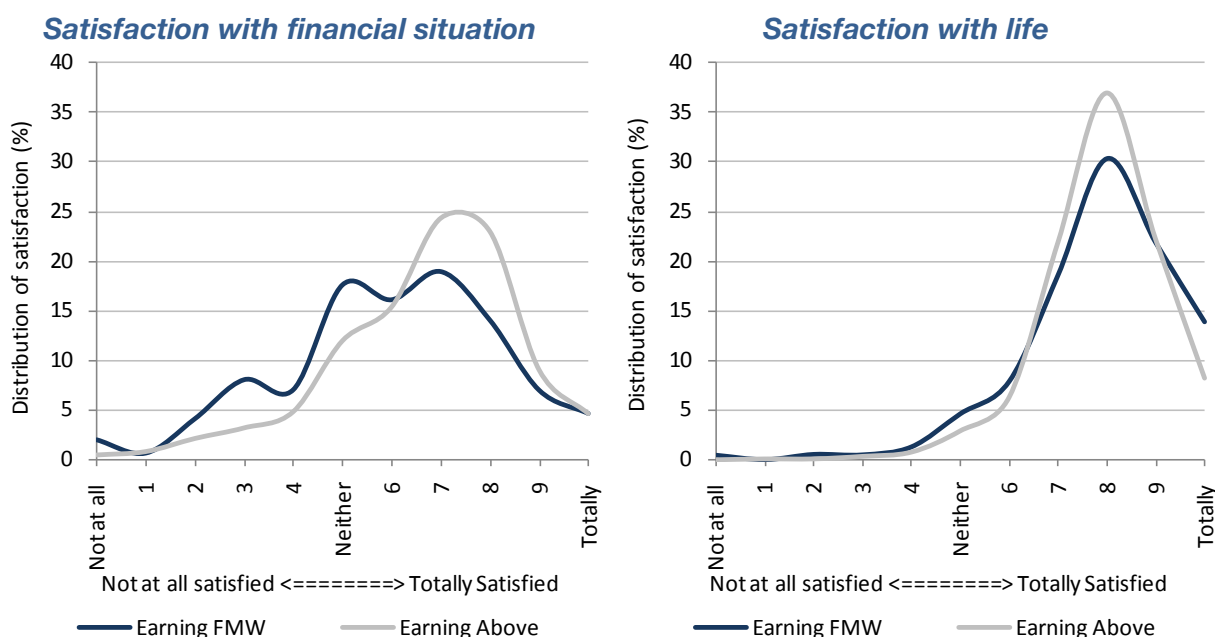 Satisfaction with financial situation
Distribution of satisfaction (%)
40
35
30
25
20
15
10
5
0
Not at all
1
2
3
4
Neither
6
7
8
9
Totally
Not at all satisfied <========> Totally Satisfied
Earning FMW
Earning Above
Satisfaction with life
Distribution of satisfaction (%)
40
35
30
25
20
15
10
5
0
Not at all
1
2
3
4
Neither
6
7
8
9
Totally
Not at all satisfied <========> Totally Satisfied
Earning FMW
Earning Above